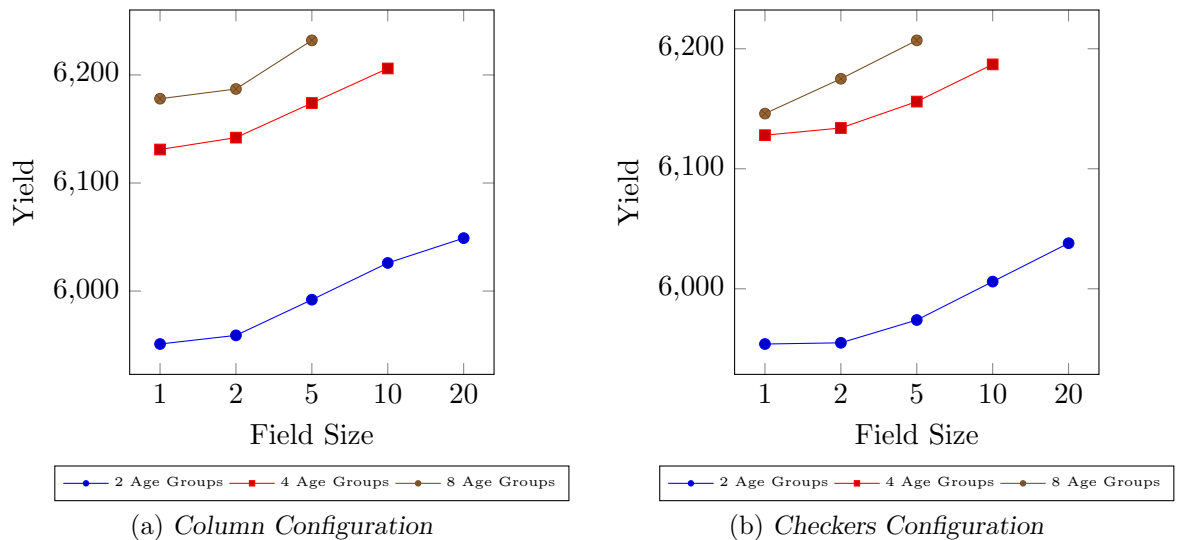 6,200
6,100
6,000
Yield
1 2 5 10 20
Field Size
2 Age Groups 4 Age Groups 8 Age Groups
(a) Column Configuration
6,200
6,100
6,000
Yield
1 2 5 10 20
Field Size
2 Age Groups 4 Age Groups 8 Age Groups
(b) Checkers Configuration